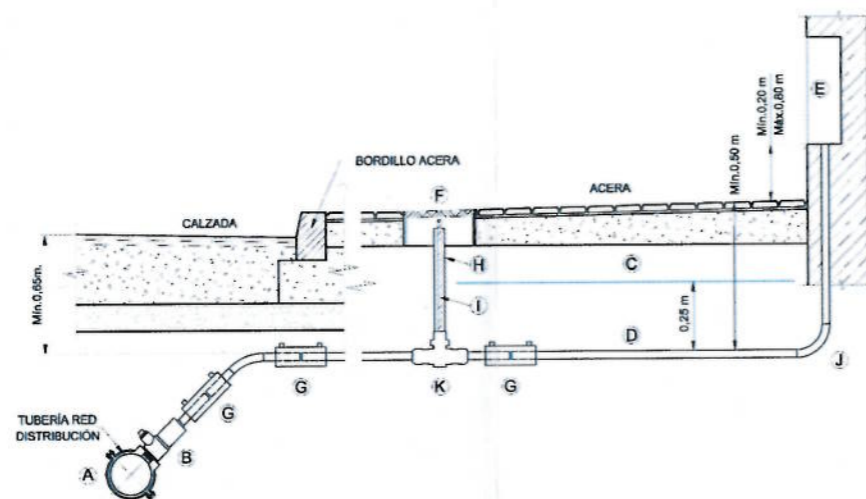 E
Mín.0,20 m
Máx.0,80 m
Mín.0,50 m
BORDILLO ACERA
F
ACERA
CALZADA
Mín.0,65m.
H
C
I
0,25 m
D
G
K
G
J
G
TUBERÍA RED
DISTRIBUCIÓN
B
A